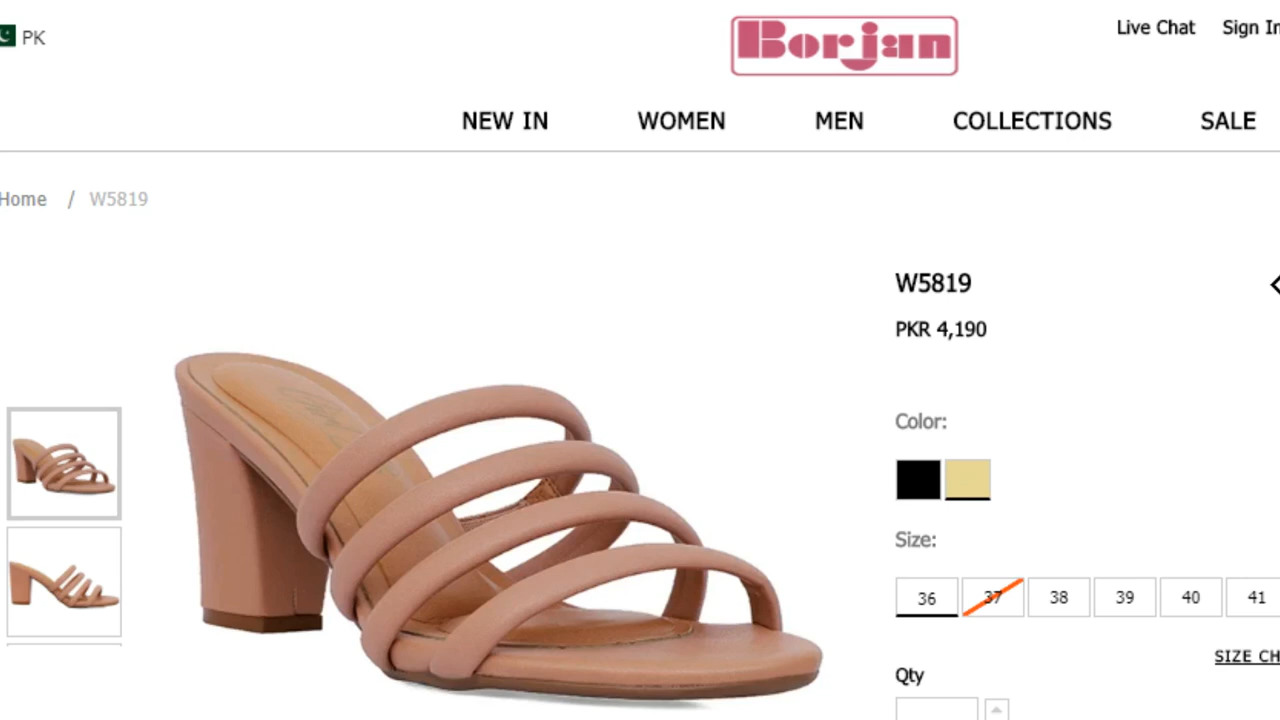 PK
Borjan
Live Chat Sign In
NEW IN WOMEN MEN COLLECTIONS SALE
Home / W5819
W5819
PKR 4,190
Color:
Size:
36 37 38 39 40 41
SIZE CH
Qty